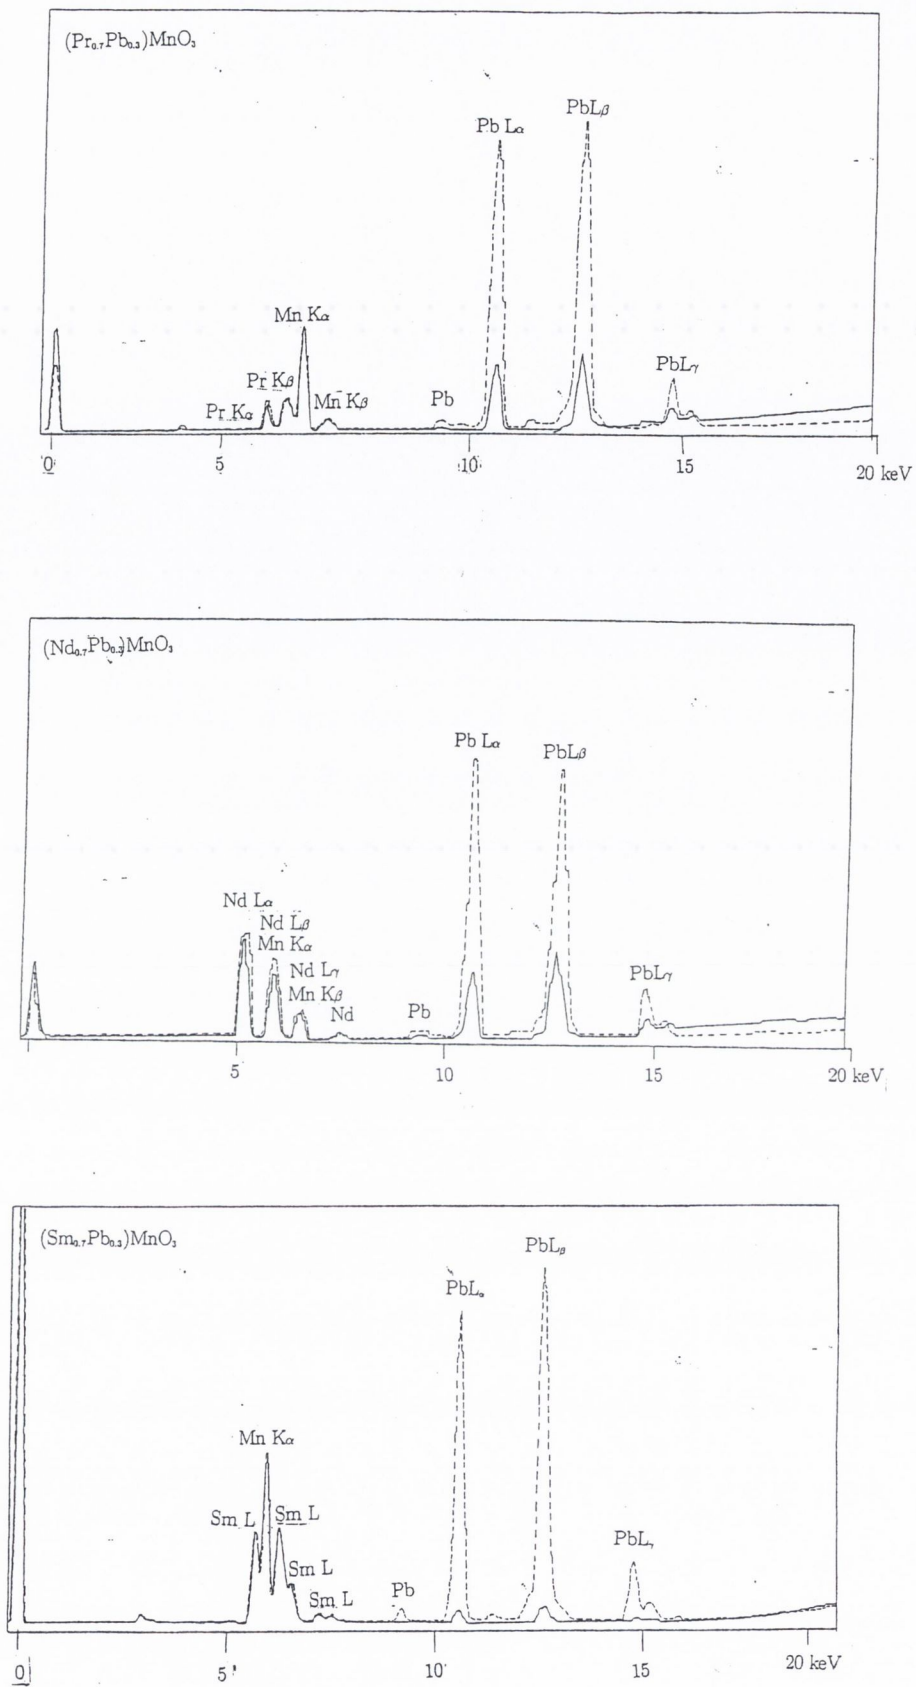 (Pr₀.₇Pb₀.₃)MnO₃
PbLβ
Pb Lα
Mn Kα
PbLγ
Pr Kβ
Pb
Mn Kβ
Pr Kα
0 5 10 15 20 keV
(Nd₀.₇Pb₀.₃)MnO₃
Pb Lα PbLβ
Nd Lα
Nd Lβ
Mn Kα
Nd Lγ PbLγ
Mn Kβ
Nd Pb
5 10 15 20 keV
(Sm₀.₇Pb₀.₃)MnO₃
PbLβ
PbLα
Mn Kα
Sm L Sm L
PbLγ
Sm L
Pb
Sm L
0 5 10 15 20 keV